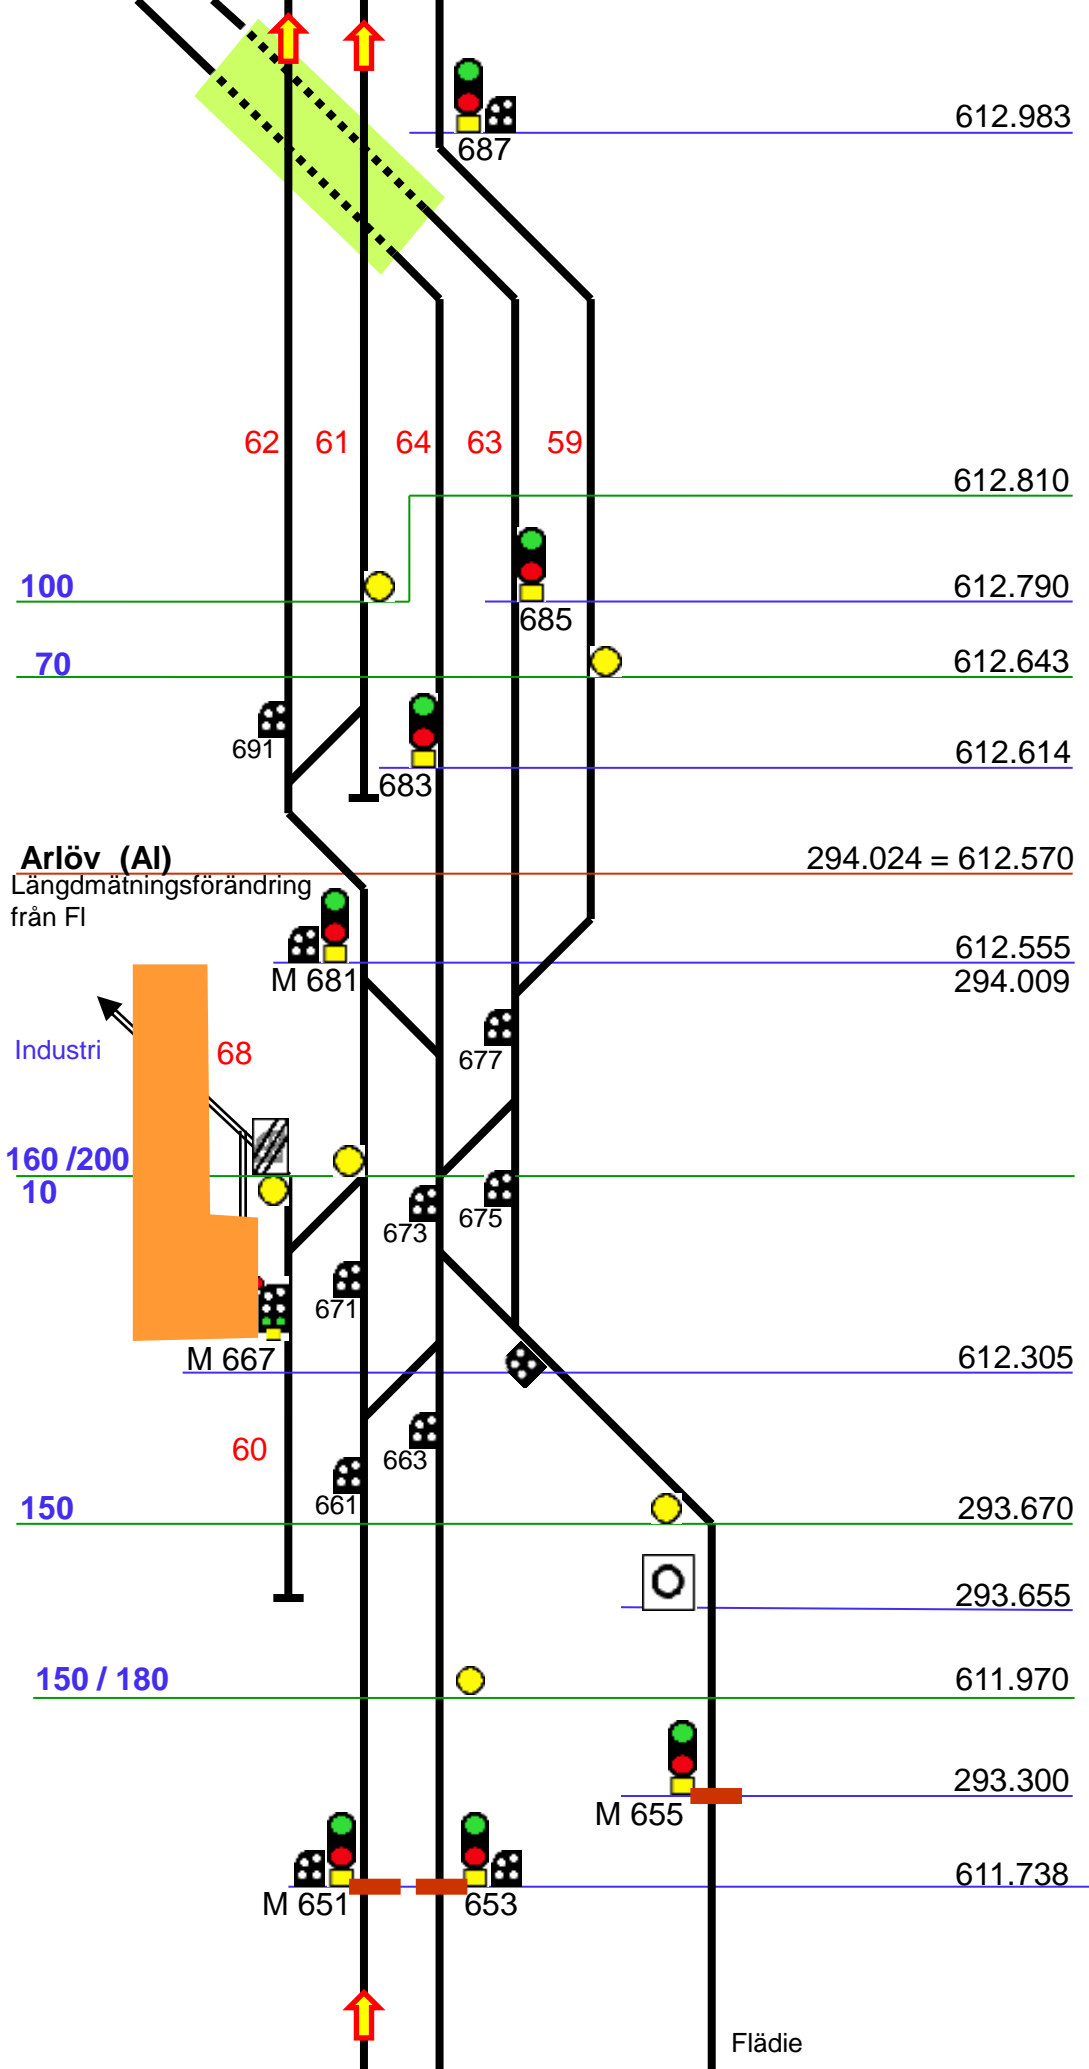 612.983
687
62 61 64 63 59
612.810
100
612.790
685
70
612.643
691
612.614
683
Arlöv (Al)
294.024 = 612.570
Längdmätningsförändring
från Fl
612.555
M 681
294.009
Industri
68
677
160 /200
10
673
675
671
M 667
612.305
60
663
661
150
293.670
293.655
150 / 180
611.970
293.300
M 655
611.738
M 651
653
Flädie